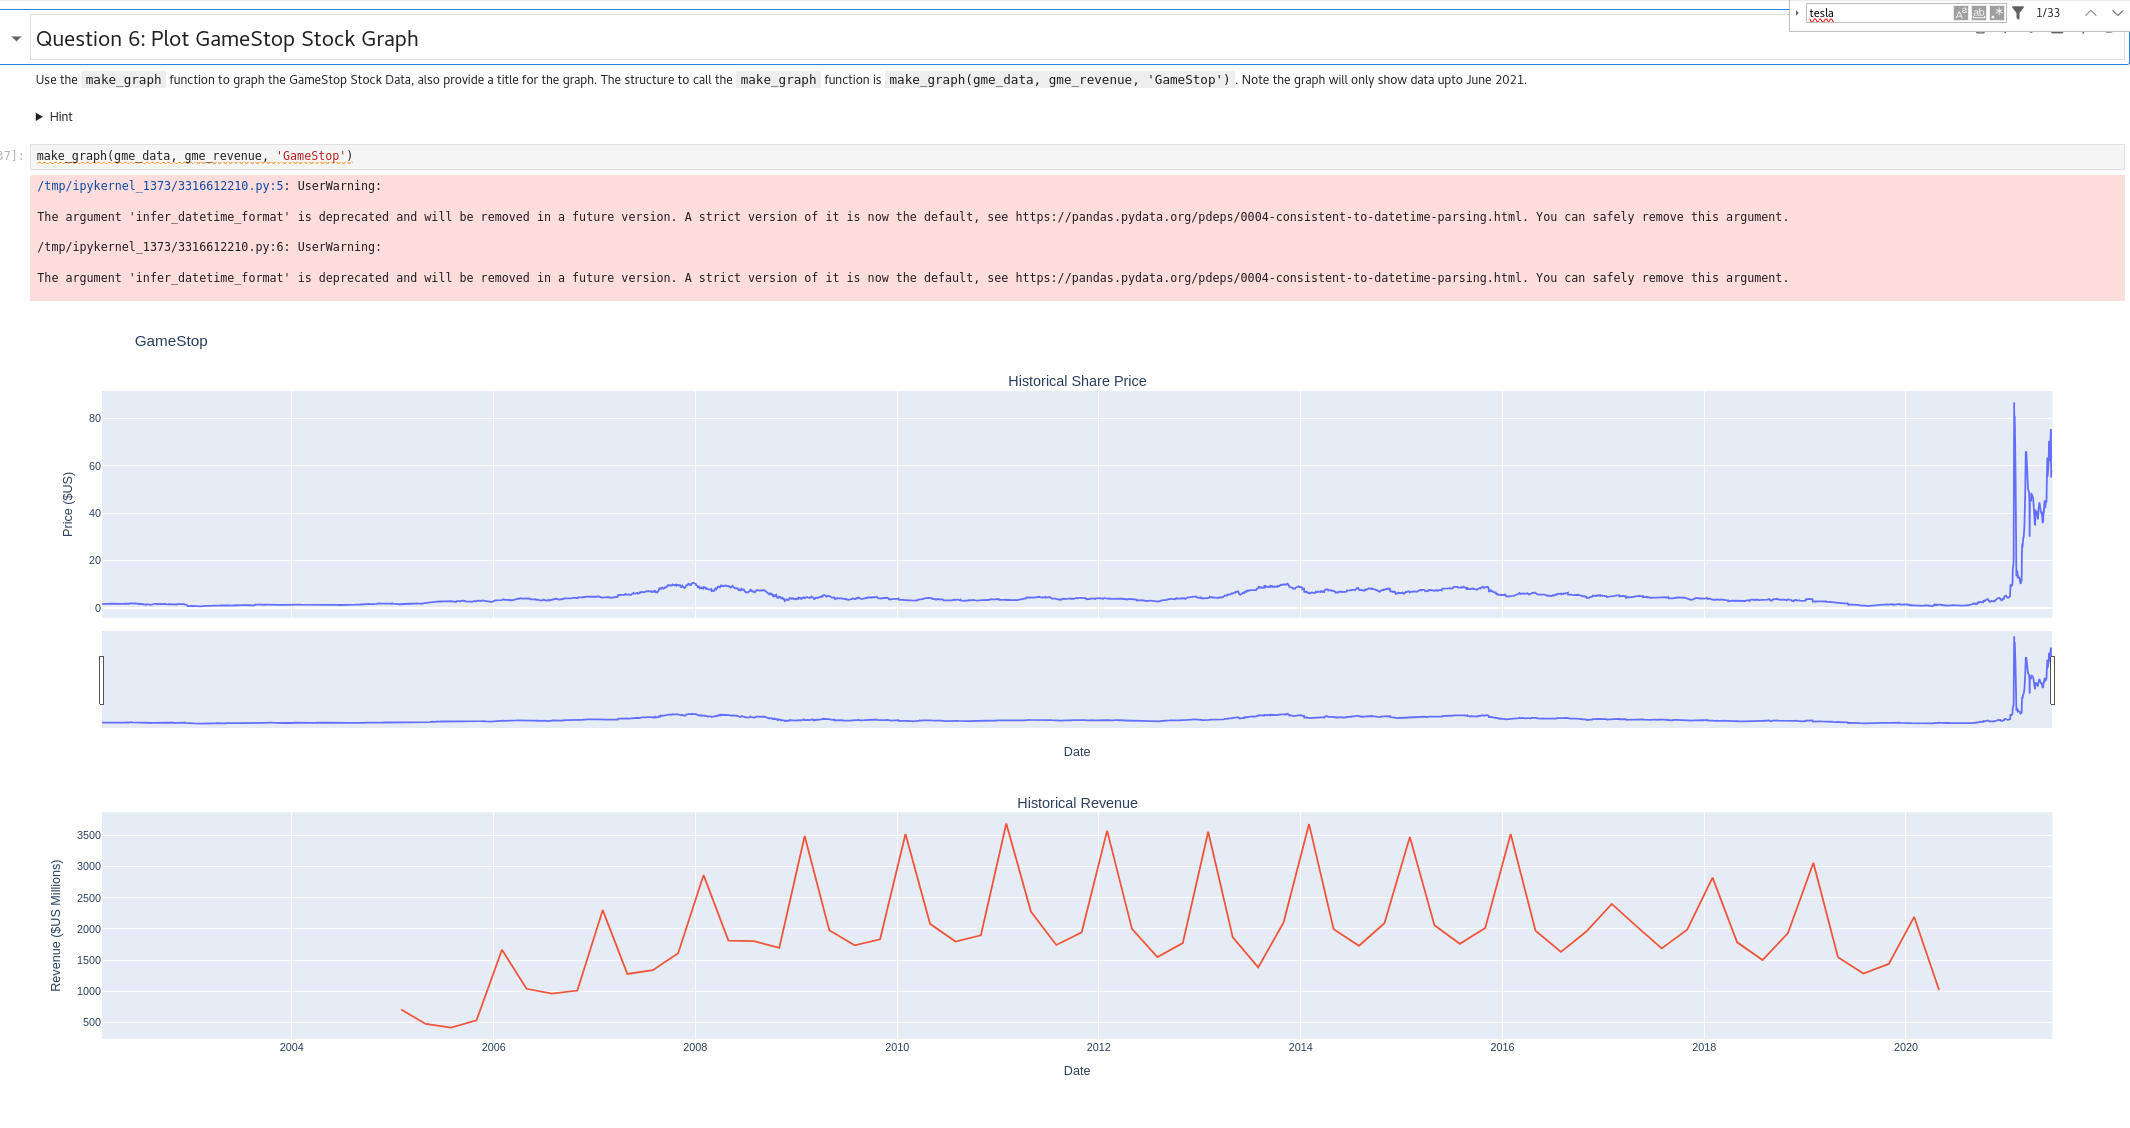 tesla
1/33
Question 6: Plot GameStop Stock Graph
Use the make_graph function to graph the GameStop Stock Data, also provide a title for the graph. The structure to call the make_graph function is make_graph(gme_data, gme_revenue, 'GameStop'). Note the graph will only show data upto June 2021.
Hint
37]:
make_graph(gme_data, gme_revenue, 'GameStop')
/tmp/ipykernel_1373/3316612210.py:5: UserWarning:
The argument 'infer_datetime_format' is deprecated and will be removed in a future version. A strict version of it is now the default, see https://pandas.pydata.org/pdeps/0004-consistent-to-datetime-parsing.html. You can safely remove this argument.
/tmp/ipykernel_1373/3316612210.py:6: UserWarning:
The argument 'infer_datetime_format' is deprecated and will be removed in a future version. A strict version of it is now the default, see https://pandas.pydata.org/pdeps/0004-consistent-to-datetime-parsing.html. You can safely remove this argument.
GameStop
Historical Share Price
80
60
40
20
0
Price ($US)
Date
Historical Revenue
3500
3000
2500
2000
1500
1000
500
Revenue ($US Millions)
2004 2006 2008 2010 2012 2014 2016 2018 2020
Date